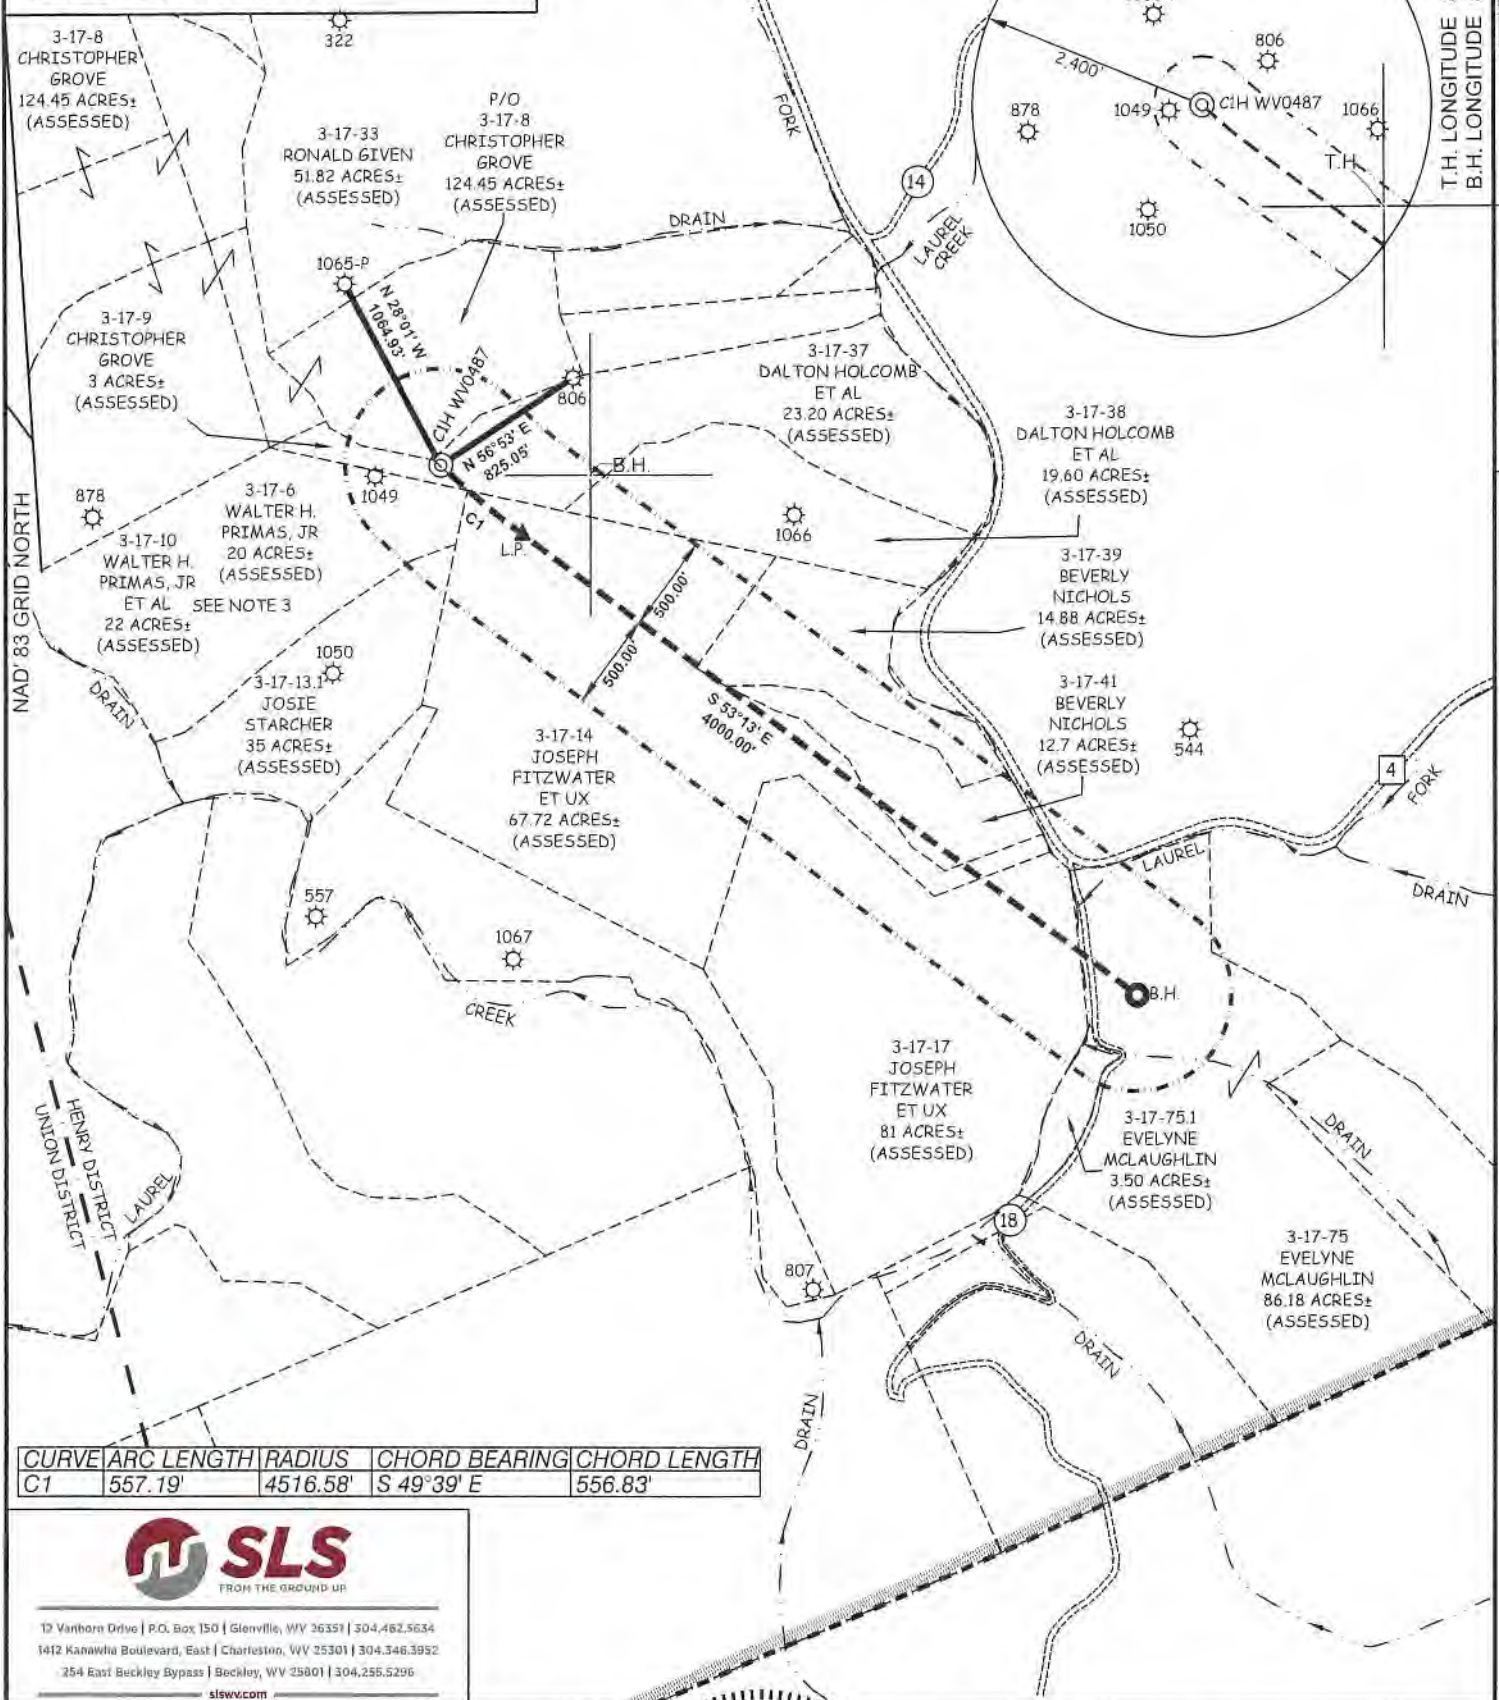 3-17-8
CHRISTOPHER
GROVE
124.45 ACRES±
(ASSESSED)
322
3-17-33
RONALD GIVEN
51.82 ACRES±
(ASSESSED)
P/O
3-17-8
CHRISTOPHER
GROVE
124.45 ACRES±
(ASSESSED)
FORK
14
DRAIN
LAUREL
CREEK
2,400'
806
878
1049
C1H WV0487
1066
T.H.
1050
T.H. LONGITUDE
B.H. LONGITUDE
1065-P
N 28°01' W
1064.93'
3-17-9
CHRISTOPHER
GROVE
3 ACRES±
(ASSESSED)
C1H WV0487
806
N 56°53' E
825.05'
B.H.
3-17-37
DALTON HOLCOMB
ET AL
23.20 ACRES±
(ASSESSED)
3-17-38
DALTON HOLCOMB
ET AL
19.60 ACRES±
(ASSESSED)
NAD'83 GRID NORTH
878
3-17-10
WALTER H.
PRIMAS, JR
ET AL
22 ACRES±
(ASSESSED)
3-17-6
WALTER H.
PRIMAS, JR
20 ACRES±
(ASSESSED)
SEE NOTE 3
1049
C1
L.P.
1066
500.00'
500.00'
3-17-39
BEVERLY
NICHOLS
14.88 ACRES±
(ASSESSED)
DRAIN
1050
3-17-13.1
JOSIE
STARCHER
35 ACRES±
(ASSESSED)
3-17-14
JOSEPH
FITZWATER
ET UX
67.72 ACRES±
(ASSESSED)
S 53°13' E
4000.00'
3-17-41
BEVERLY
NICHOLS
12.7 ACRES±
(ASSESSED)
544
4
FORK
LAUREL
DRAIN
557
1067
CREEK
B.H.
3-17-17
JOSEPH
FITZWATER
ET UX
81 ACRES±
(ASSESSED)
3-17-75.1
EVELYNE
MCLAUGHLIN
3.50 ACRES±
(ASSESSED)
DRAIN
HENRY DISTRICT
UNION DISTRICT
LAUREL
18
807
3-17-75
EVELYNE
MCLAUGHLIN
86.18 ACRES±
(ASSESSED)
DRAIN
DRAIN
CURVE ARC LENGTH RADIUS CHORD BEARING CHORD LENGTH
C1 557.19' 4516.58' S 49°39' E 556.83'
SLS
FROM THE GROUND UP
12 Vanhorn Drive | P.O. Box 150 | Glenville, WV 26351 | 304.462.5634
1412 Kanawha Boulevard, East | Charleston, WV 25301 | 304.346.3952
254 East Beckley Bypass | Beckley, WV 25801 | 304.255.5296
slswv.com